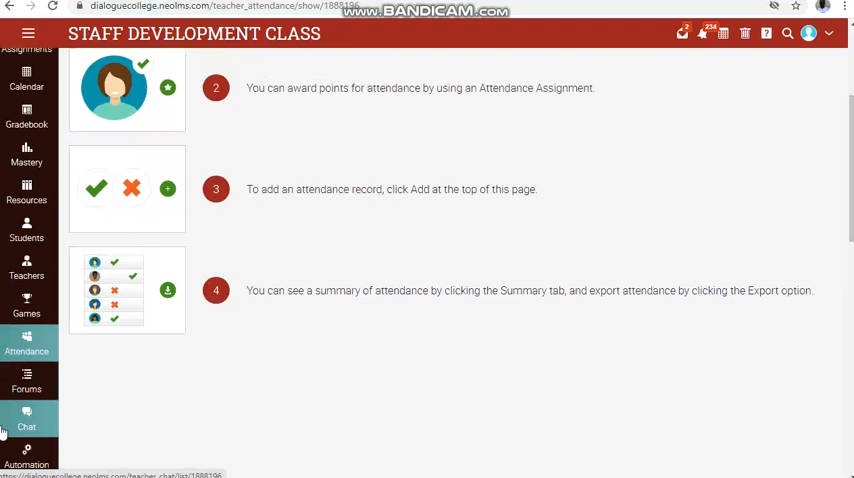 dialoguecollege.neolms.com/teacher_attendance/show/1888196
www.BANDICAM.com
STAFF DEVELOPMENT CLASS
2
234
Assignments
Calendar
Gradebook
Mastery
Resources
Students
Teachers
Games
Attendance
Forums
Chat
Automation
2
You can award points for attendance by using an Attendance Assignment.
3
To add an attendance record, click Add at the top of this page.
4
You can see a summary of attendance by clicking the Summary tab, and export attendance by clicking the Export option.
https://dialoguecollege.neolms.com/teacher_chat/list/1888196